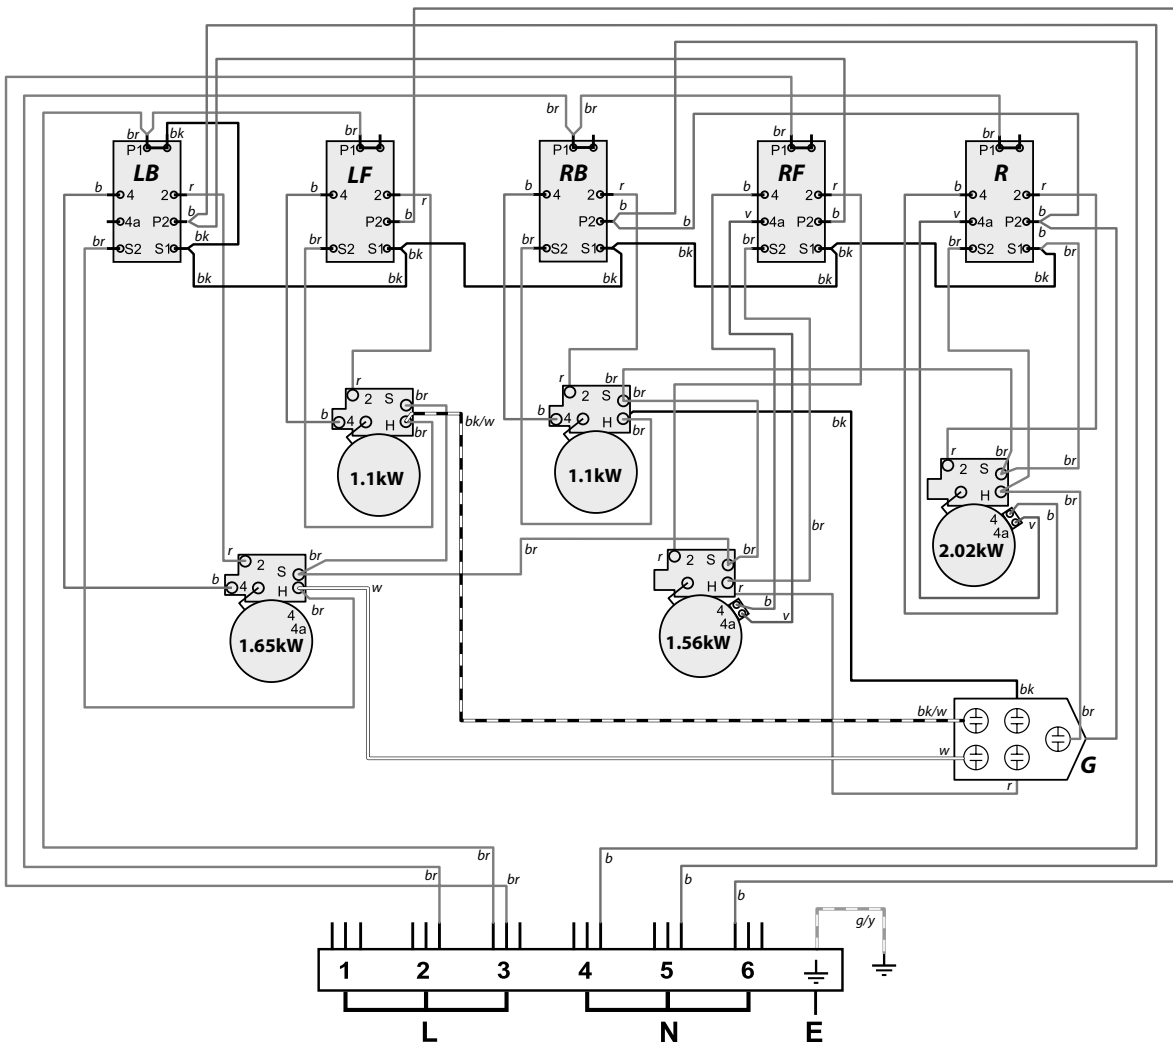 br br
br bk br br
P1 P1 P1 P1 P1
LB LF RB RF R
b 4 2 r b 4 2 r b 4 2 r b 4 2 r b 4 2 r
4a P2 b P2 b P2 b b v 4a P2 b v 4a P2 b
br S2 S1 bk br S2 S1 bk br S2 S1 bk br S2 S1 bk br S2 S1 b br
bk bk bk bk bk
r 2 S br
b 4 H br
bk/w
1.1kW
r 2 br S br
b 4 H br
bk
1.1kW
r 2 br S br
H br
4 b
4a v
2.02kW
r 2 S br br
b 4 H w
br
4
4a
1.65kW
r 2 S br
H br
r
4 b
4a v
1.56kW
bk
bk/w br
w G
r
br b
br br b b
g/y
1 2 3 4 5 6
L N E